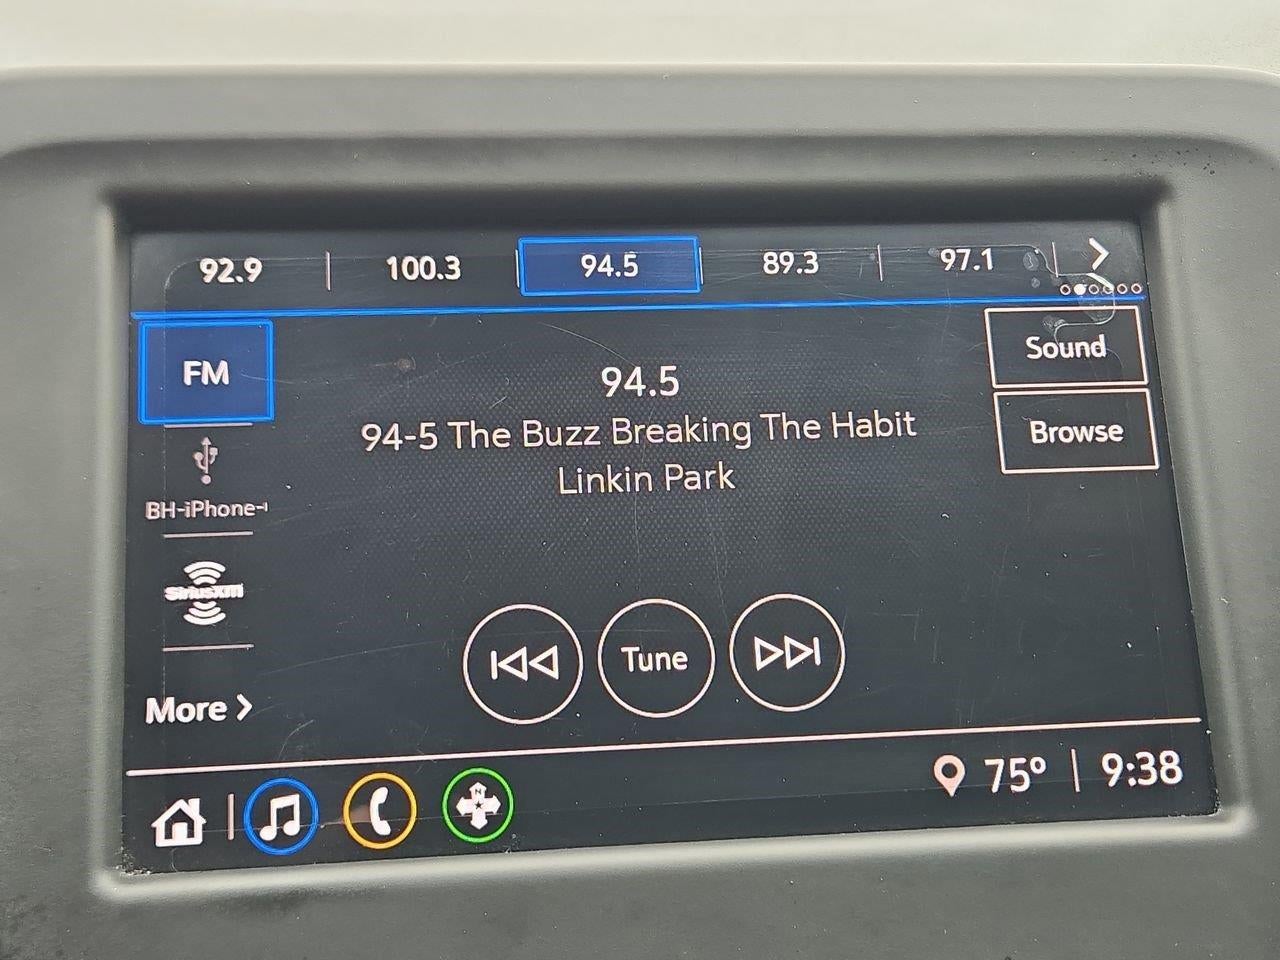 92.9 100.3 94.5 89.3 97.1
FM
94.5
94-5 The Buzz Breaking The Habit
Linkin Park
Sound
Browse
BH-iPhone-
SiriusXM
More
Tune
75° 9:38
N